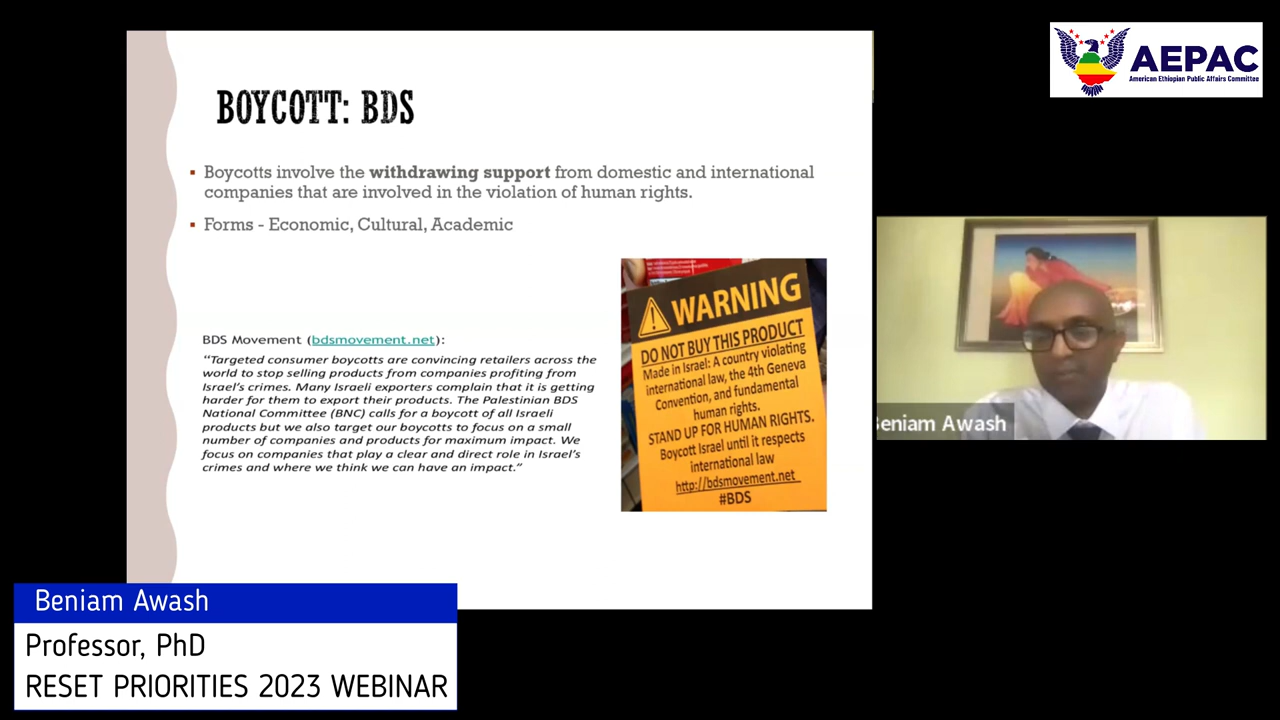 BOYCOTT: BDS
▪ Boycotts involve the withdrawing support from domestic and international
companies that are involved in the violation of human rights.
▪ Forms - Economic, Cultural, Academic
BDS Movement (bdsmovement.net):
“Targeted consumer boycotts are convincing retailers across the
world to stop selling products from companies profiting from
Israel’s crimes. Many Israeli exporters complain that it is getting
harder for them to export their products. The Palestinian BDS
National Committee (BNC) calls for a boycott of all Israeli
products but we also target our boycotts to focus on a small
number of companies and products for maximum impact. We
focus on companies that play a clear and direct role in Israel’s
crimes and where we think we can have an impact.”
WARNING
DO NOT BUY THIS PRODUCT
Made in Israel: A country violating
international law, the 4th Geneva
Convention, and fundamental
human rights.
STAND UP FOR HUMAN RIGHTS.
Boycott Israel until it respects
international law
http://bdsmovement.net
#BDS
AEPAC
American Ethiopian Public Affairs Committee
Beniam Awash
Beniam Awash
Professor, PhD
RESET PRIORITIES 2023 WEBINAR